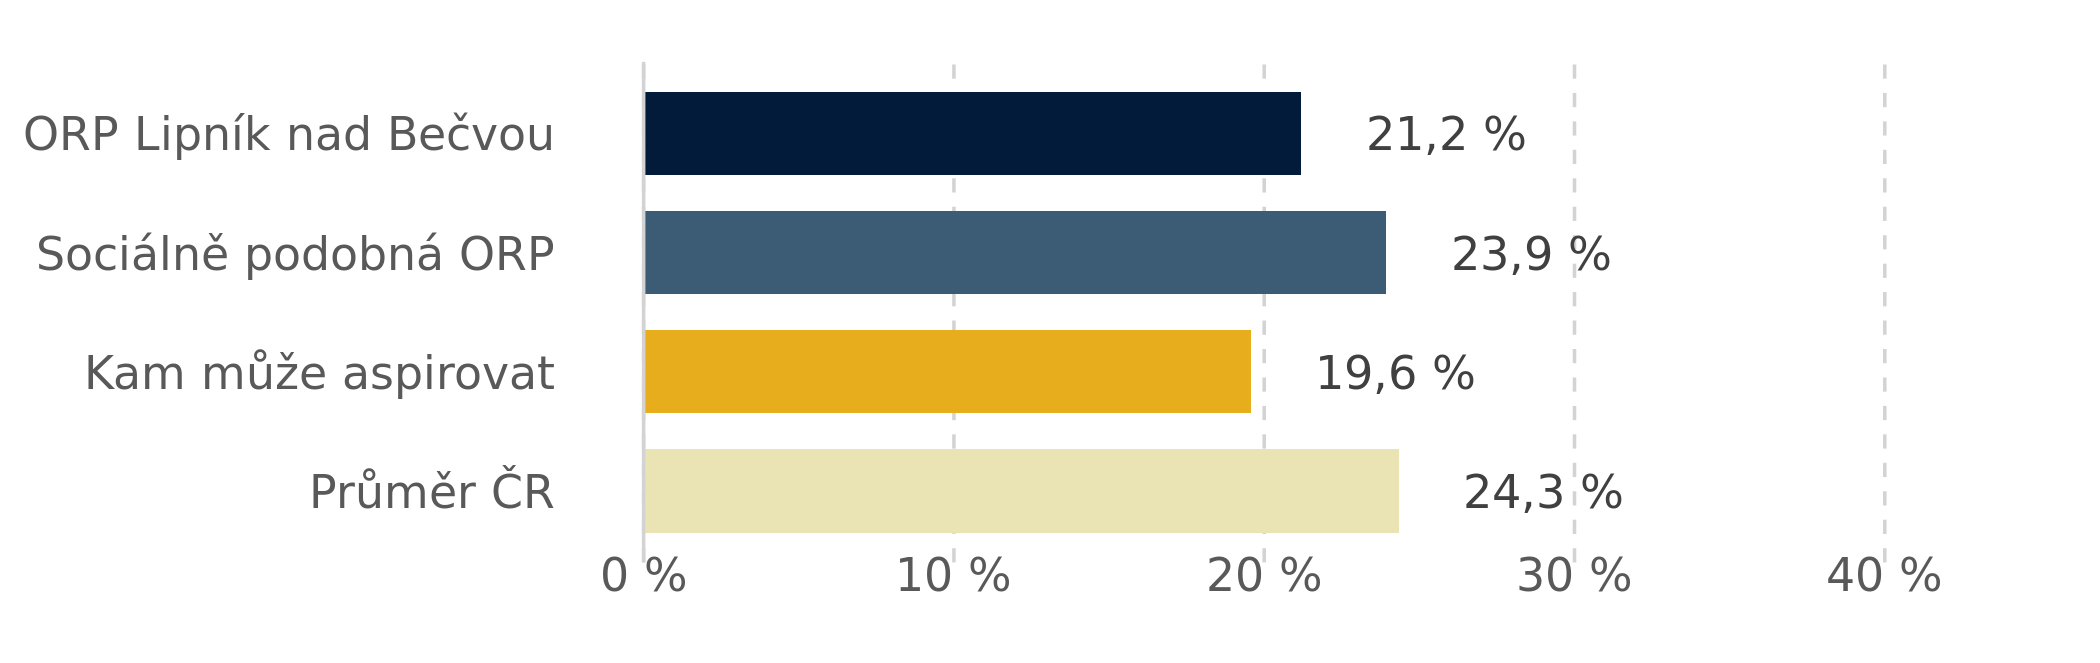 ORP Lipník nad Bečvou 21,2 %
Sociálně podobná ORP 23,9 %
Kam může aspirovat 19,6 %
Průměr ČR 24,3 %
0 % 10 % 20 % 30 % 40 %